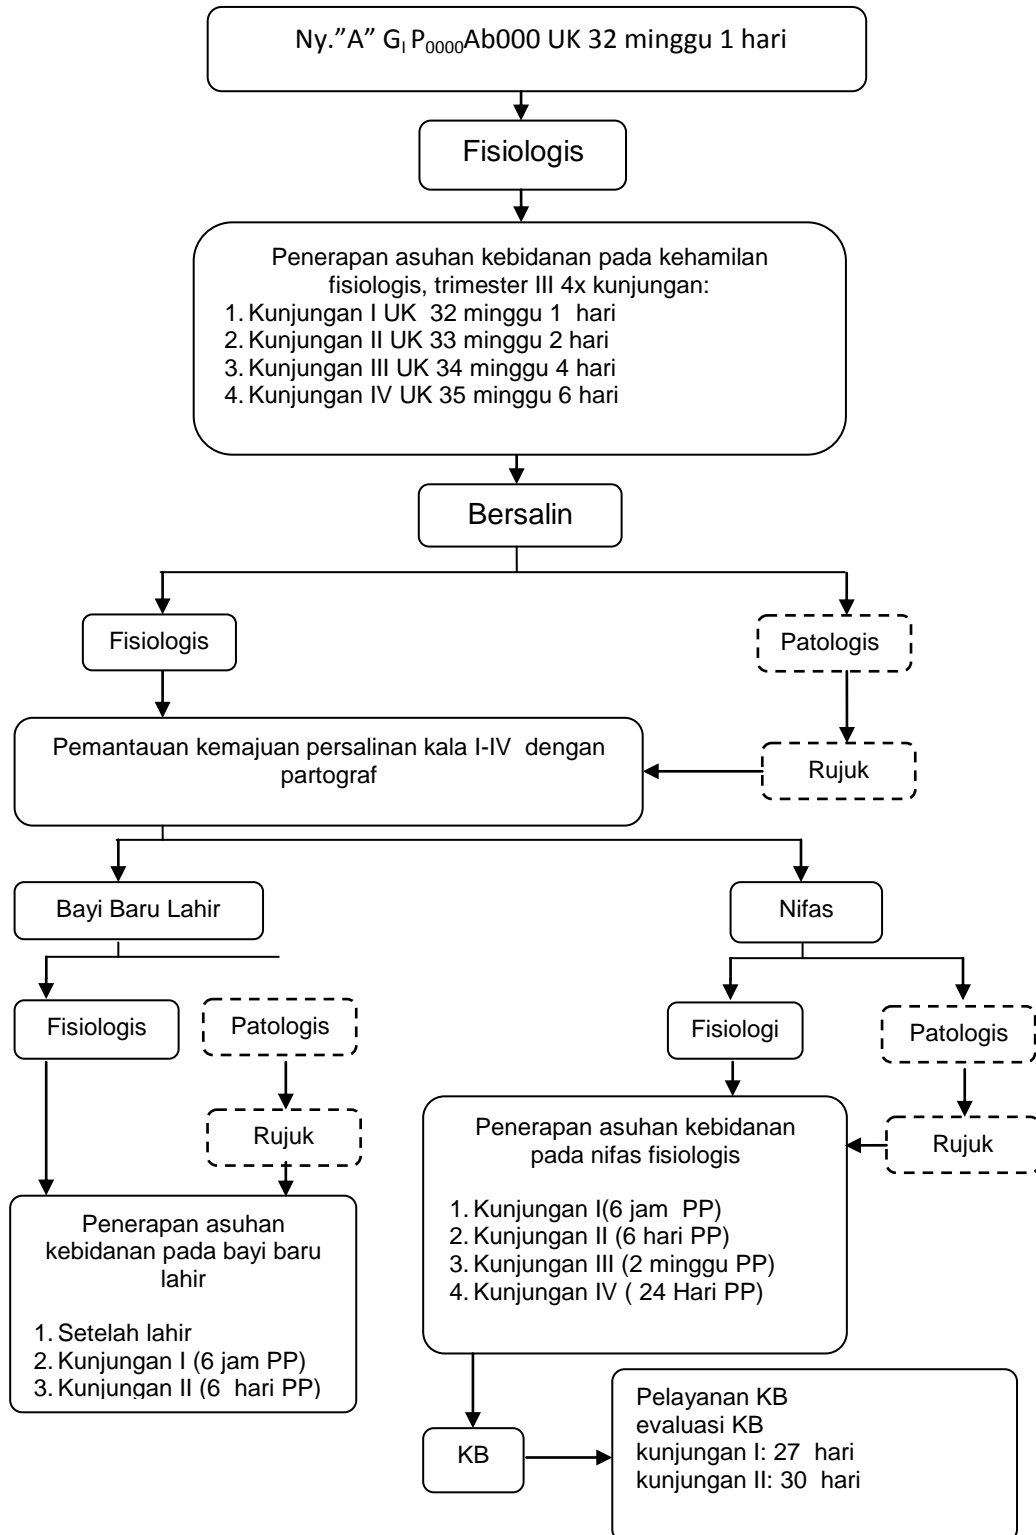 Ny.”A” GI P0000Ab000 UK 32 minggu 1 hari
Fisiologis
Penerapan asuhan kebidanan pada kehamilan
fisiologis, trimester III 4x kunjungan:
1. Kunjungan I UK 32 minggu 1 hari
2. Kunjungan II UK 33 minggu 2 hari
3. Kunjungan III UK 34 minggu 4 hari
4. Kunjungan IV UK 35 minggu 6 hari
Bersalin
Fisiologis
Patologis
Pemantauan kemajuan persalinan kala I-IV dengan
partograf
Rujuk
Bayi Baru Lahir
Nifas
Fisiologis
Patologis
Fisiologi
Patologis
Rujuk
Penerapan asuhan kebidanan
pada nifas fisiologis
1. Kunjungan I(6 jam PP)
2. Kunjungan II (6 hari PP)
3. Kunjungan III (2 minggu PP)
4. Kunjungan IV ( 24 Hari PP)
Rujuk
Penerapan asuhan
kebidanan pada bayi baru
lahir
1. Setelah lahir
2. Kunjungan I (6 jam PP)
3. Kunjungan II (6 hari PP)
KB
Pelayanan KB
evaluasi KB
kunjungan I: 27 hari
kunjungan II: 30 hari